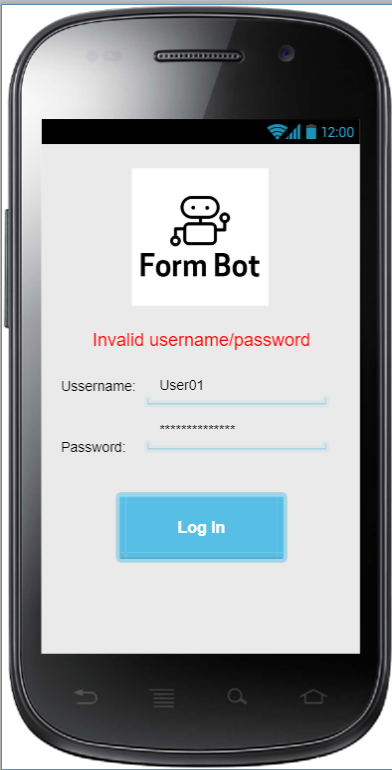 12:00
Form Bot
Invalid username/password
Ussername: User01
**************
Password:
Log In